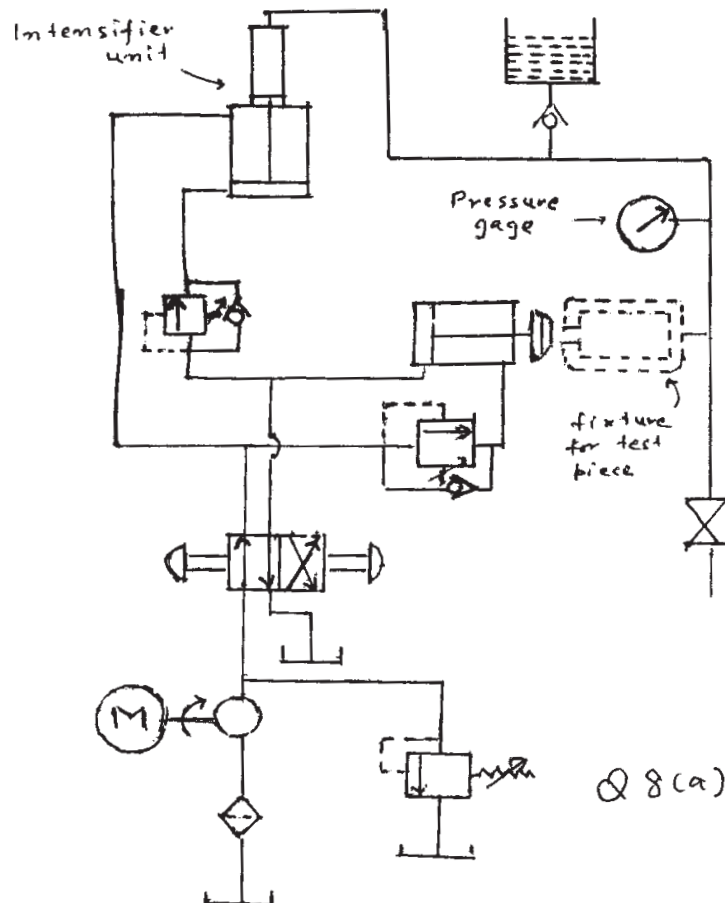 Intensifier
unit
Pressure
gage
fixture
for test
piece
M
Q 8(a)